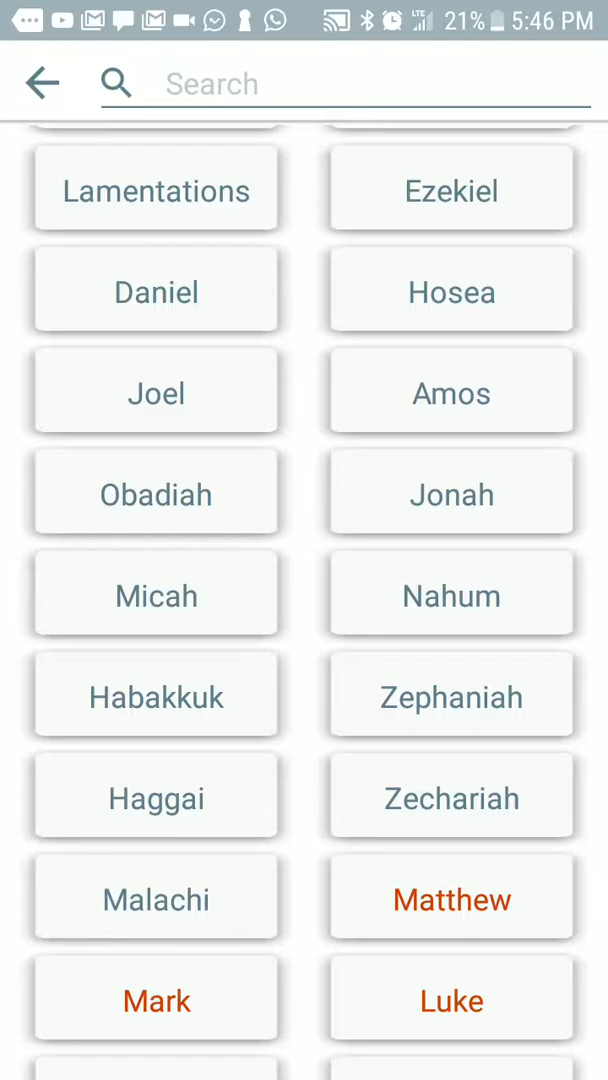 LTE 21% 5:46 PM
Search
Lamentations Ezekiel
Daniel Hosea
Joel Amos
Obadiah Jonah
Micah Nahum
Habakkuk Zephaniah
Haggai Zechariah
Malachi Matthew
Mark Luke